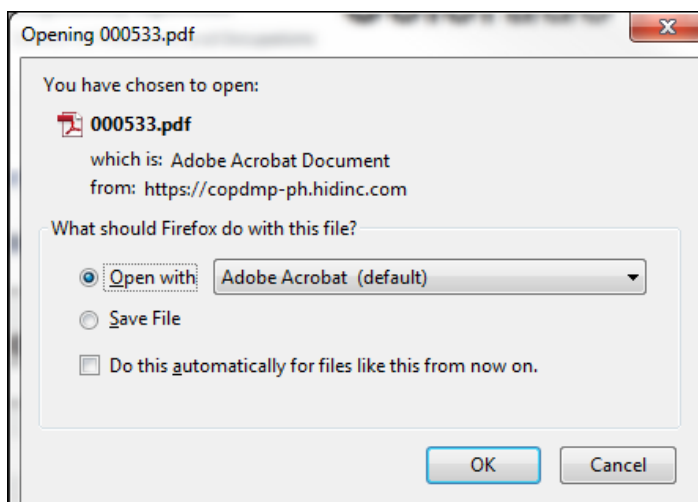 Opening 000533.pdf
You have chosen to open:
000533.pdf
which is: Adobe Acrobat Document
from: https://copdmp-ph.hidinc.com
What should Firefox do with this file?
Open with
Adobe Acrobat (default)
Save File
Do this automatically for files like this from now on.
OK
Cancel